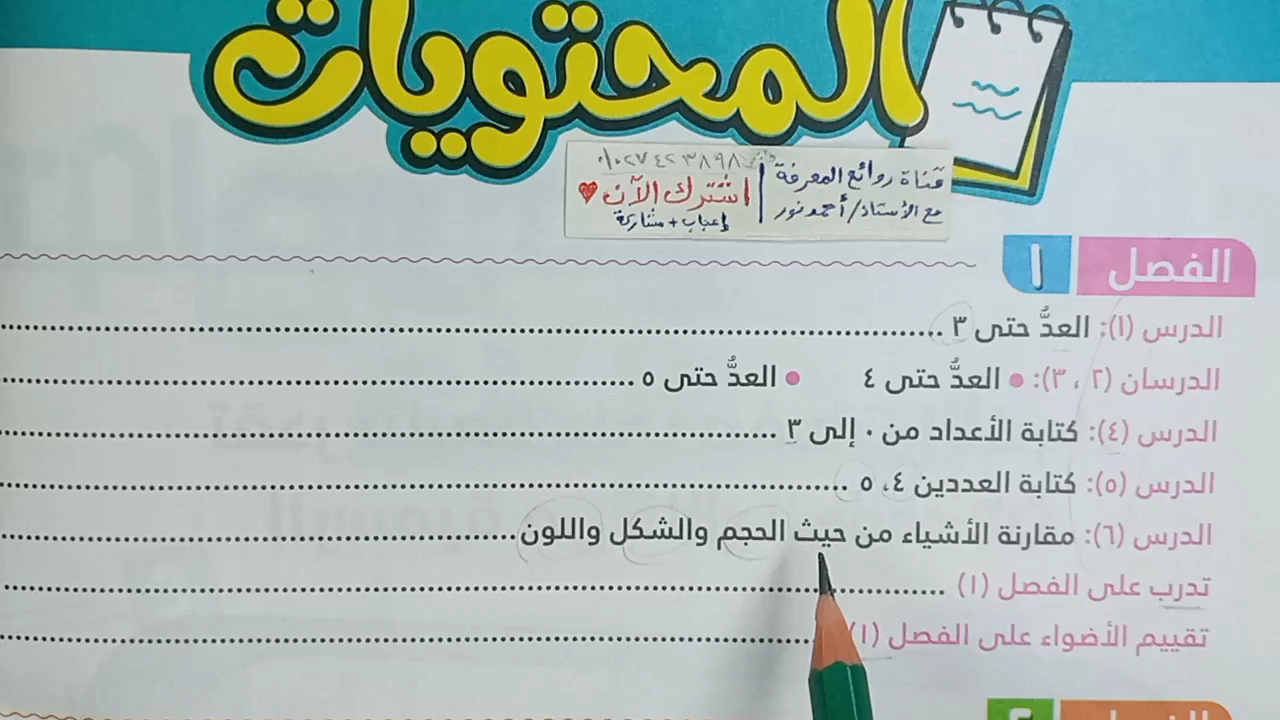 المحتويات
قناة روائع المعرفة
مع الأستاذ/ أحمد نور
اشترك الآن
إعجاب + مشاركة
الفصل ١
الدرس (١): العدُّ حتى ٣
الدرسان (٢ ، ٣): • العدُّ حتى ٤ • العدُّ حتى ٥
الدرس (٤): كتابة الأعداد من ٠ إلى ٣
الدرس (٥): كتابة العددين ٤، ٥
الدرس (٦): مقارنة الأشياء من حيث الحجم والشكل واللون
تدرب على الفصل (١)
تقييم الأضواء على الفصل (١)